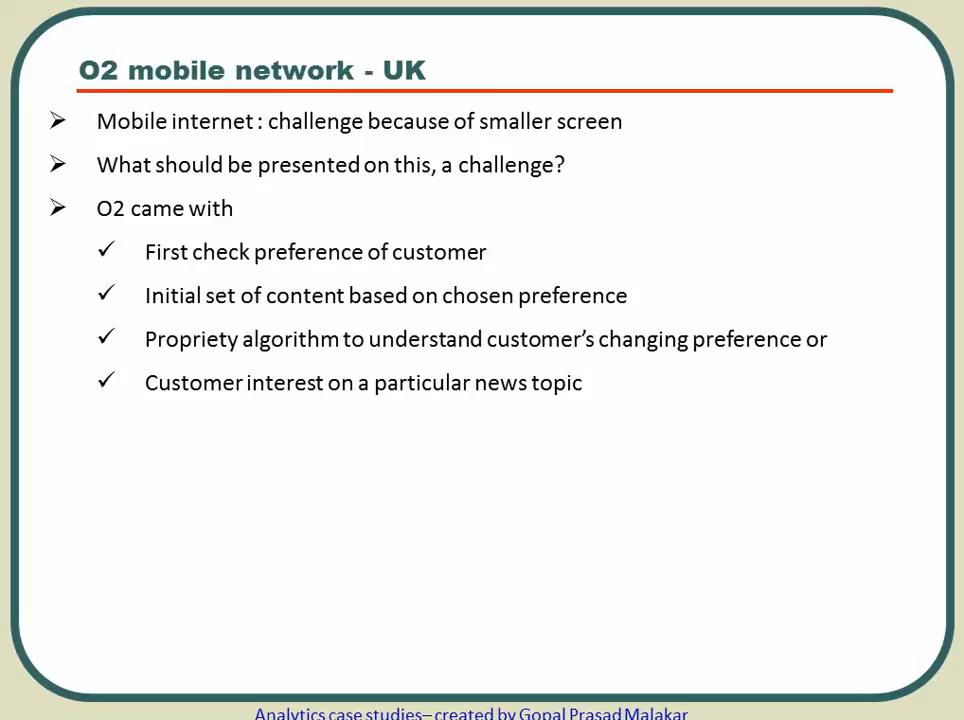 O2 mobile network - UK
Mobile internet : challenge because of smaller screen
What should be presented on this, a challenge?
O2 came with
First check preference of customer
Initial set of content based on chosen preference
Propriety algorithm to understand customer’s changing preference or
Customer interest on a particular news topic
Analytics case studies– created by Gopal Prasad Malakar